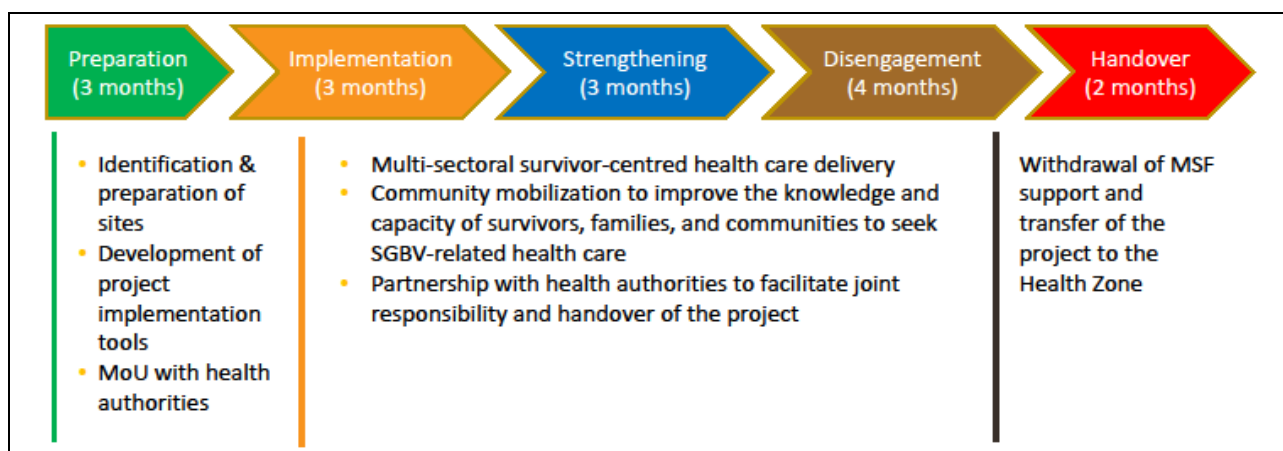 Preparation
(3 months)
Implementation
(3 months)
Strengthening
(3 months)
Disengagement
(4 months)
Handover
(2 months)
• Identification &
preparation of
sites
• Development of
project
implementation
tools
• MoU with health
authorities
• Multi-sectoral survivor-centred health care delivery
• Community mobilization to improve the knowledge and
capacity of survivors, families, and communities to seek
SGBV-related health care
• Partnership with health authorities to facilitate joint
responsibility and handover of the project
Withdrawal of MSF
support and
transfer of the
project to the
Health Zone